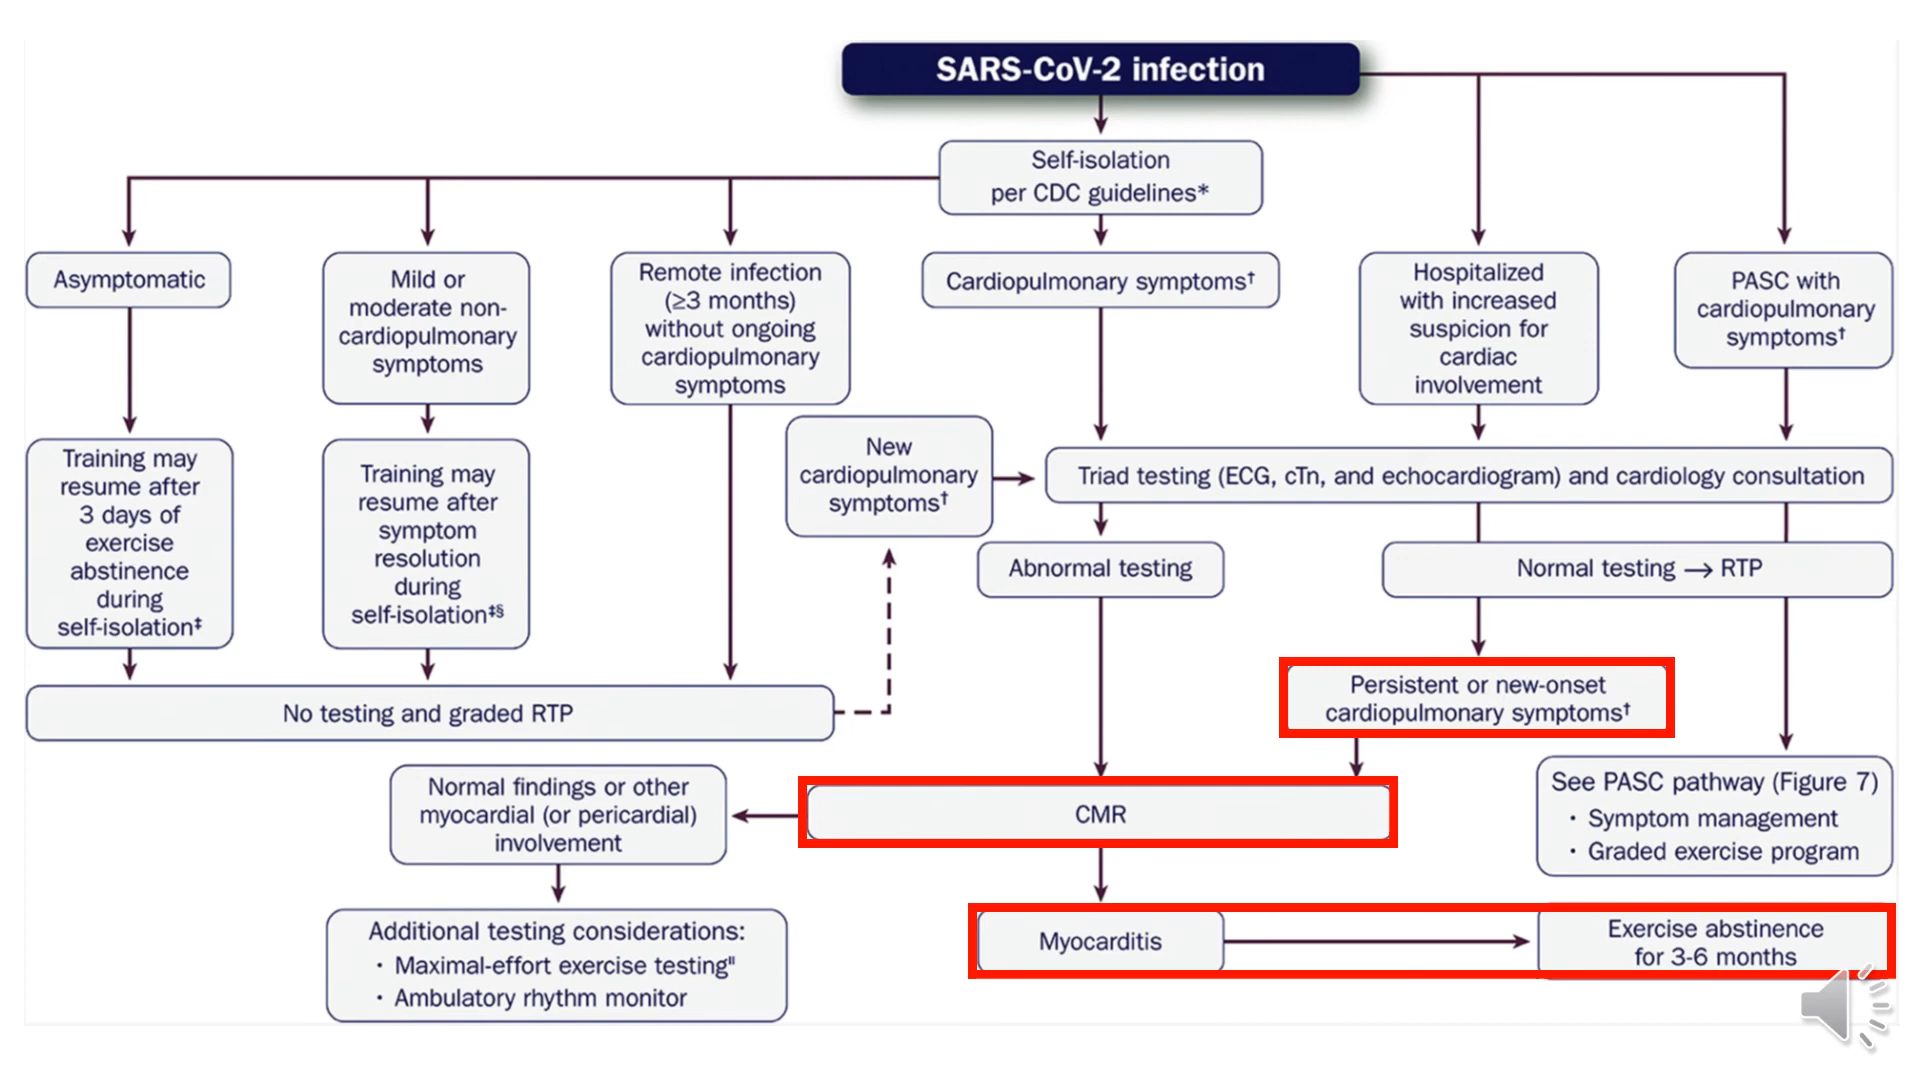 SARS-CoV-2 infection
Self-isolation
per CDC guidelines*
Asymptomatic
Mild or
moderate non-
cardiopulmonary
symptoms
Remote infection
(≥3 months)
without ongoing
cardiopulmonary
symptoms
Cardiopulmonary symptoms†
Hospitalized
with increased
suspicion for
cardiac
involvement
PASC with
cardiopulmonary
symptoms†
Training may
resume after
3 days of
exercise
abstinence
during
self-isolation‡
Training may
resume after
symptom
resolution
during
self-isolation‡§
New
cardiopulmonary
symptoms†
Triad testing (ECG, cTn, and echocardiogram) and cardiology consultation
Abnormal testing
Normal testing → RTP
No testing and graded RTP
Persistent or new-onset
cardiopulmonary symptoms†
Normal findings or other
myocardial (or pericardial)
involvement
CMR
See PASC pathway (Figure 7)
• Symptom management
• Graded exercise program
Additional testing considerations:
• Maximal-effort exercise testing‖
• Ambulatory rhythm monitor
Myocarditis
Exercise abstinence
for 3-6 months